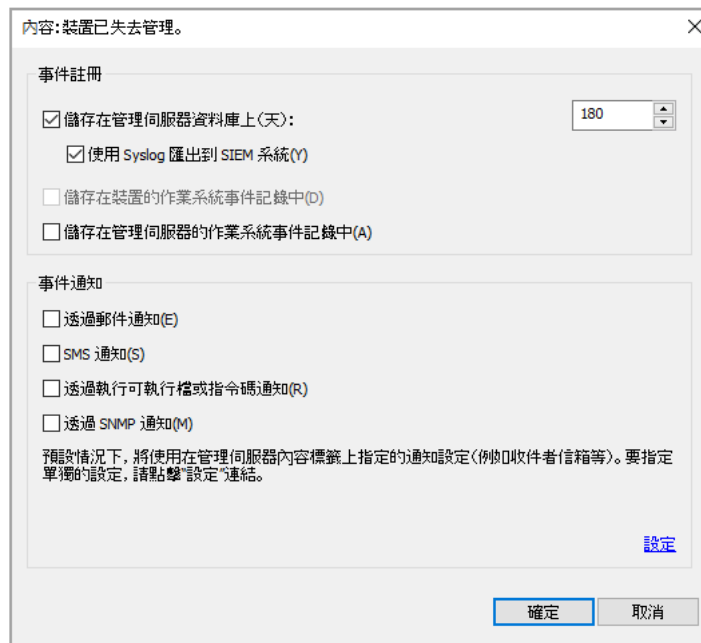 內容:裝置已失去管理。
事件註冊
儲存在管理伺服器資料庫上(天):
180
使用 Syslog 匯出到 SIEM 系統(Y)
儲存在裝置的作業系統事件記錄中(D)
儲存在管理伺服器的作業系統事件記錄中(A)
事件通知
透過郵件通知(E)
SMS 通知(S)
透過執行可執行檔或指令碼通知(R)
透過 SNMP 通知(M)
預設情況下,將使用在管理伺服器內容標籤上指定的通知設定(例如收件者信箱等)。要指定
單獨的設定,請點擊"設定"連結。
設定
確定
取消